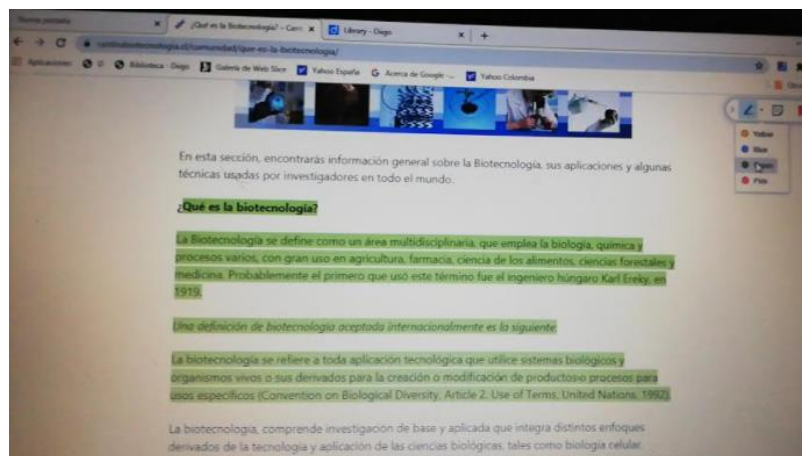 ¿Qué es la Biotecnología? - Cent
Library - Diigo
Aplicaciones
Biblioteca - Diigo
Galería de Web Slice
Yahoo España
Acerca de Google
Yahoo Colombia
Yellow
Blue
Green
Pink
En esta sección, encontrarás información general sobre la Biotecnología, sus aplicaciones y algunas
técnicas usadas por investigadores en todo el mundo.
¿Qué es la biotecnología?
La Biotecnología se define como un área multidisciplinaria, que emplea la biología, química y
procesos varios, con gran uso en agricultura, farmacia, ciencia de los alimentos, ciencias forestales y
medicina. Probablemente el primero que usó este término fue el ingeniero húngaro Karl Ereky, en
1919.
Una definición de biotecnología aceptada internacionalmente es la siguiente:
La biotecnología se refiere a toda aplicación tecnológica que utilice sistemas biológicos y
organismos vivos o sus derivados para la creación o modificación de productos o procesos para
usos específicos (Convention on Biological Diversity, Article 2. Use of Terms, United Nations. 1992).
La biotecnología, comprende investigación de base y aplicada que integra distintos enfoques
derivados de la tecnología y aplicación de las ciencias biológicas, tales como biología celular,